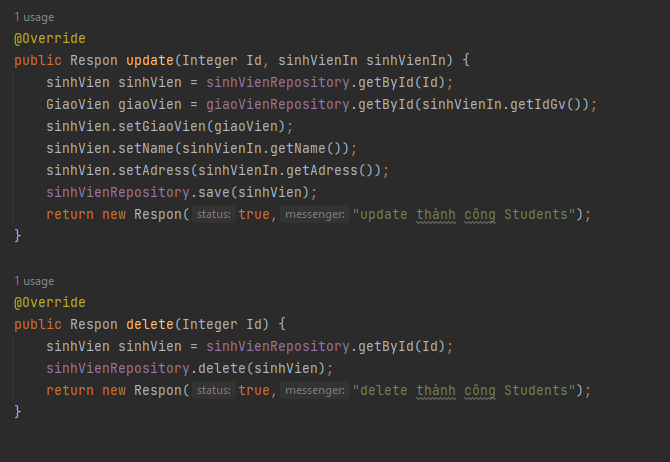 1 usage
@Override
public Respon update(Integer Id, sinhVienIn sinhVienIn) {
    sinhVien sinhVien = sinhVienRepository.getById(Id);
    GiaoVien giaoVien = giaoVienRepository.getById(sinhVienIn.getIdGv());
    sinhVien.setGiaoVien(giaoVien);
    sinhVien.setName(sinhVienIn.getName());
    sinhVien.setAdress(sinhVienIn.getAdress());
    sinhVienRepository.save(sinhVien);
    return new Respon( status: true, messenger: "update thành công Students");
}
1 usage
@Override
public Respon delete(Integer Id) {
    sinhVien sinhVien = sinhVienRepository.getById(Id);
    sinhVienRepository.delete(sinhVien);
    return new Respon( status: true, messenger: "delete thành công Students");
}